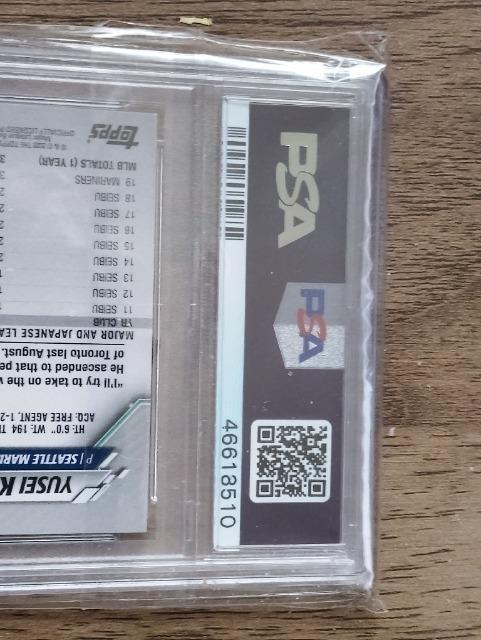 PSA
PSA
46618510
YUSEI K
P | SEATTLE MARI
HT: 6'0" WT: 194 T
ACQ: FREE AGENT, 1-2
"I'll try to take on the w
He ascended to that pe
of Toronto last August.
MAJOR AND JAPANESE LEA
YR CLUB
11 SEIBU
12 SEIBU
13 SEIBU
14 SEIBU
15 SEIBU
16 SEIBU
17 SEIBU
18 SEIBU
19 MARINERS
MLB TOTALS (1 YEAR)
topps